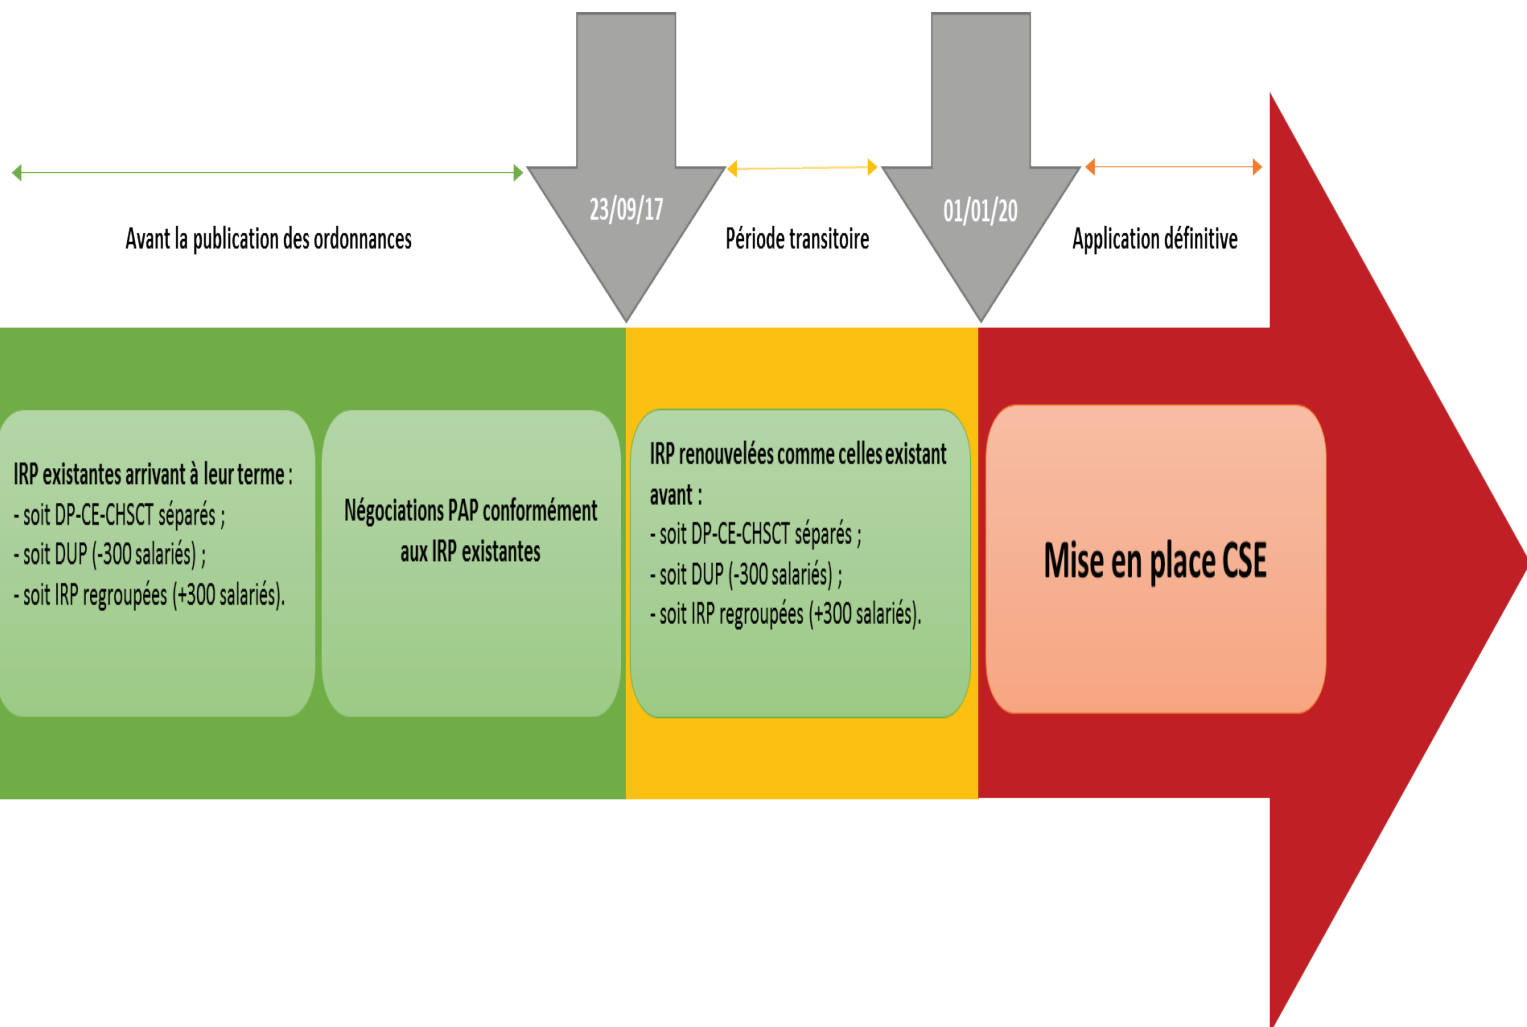 23/09/17
01/01/20
Avant la publication des ordonnances
Période transitoire
Application définitive
IRP existantes arrivant à leur terme :
- soit DP-CE-CHSCT séparés ;
- soit DUP (-300 salariés) ;
- soit IRP regroupées (+300 salariés).
Négociations PAP conformément
aux IRP existantes
IRP renouvelées comme celles existant
avant :
- soit DP-CE-CHSCT séparés ;
- soit DUP (-300 salariés) ;
- soit IRP regroupées (+300 salariés).
Mise en place CSE